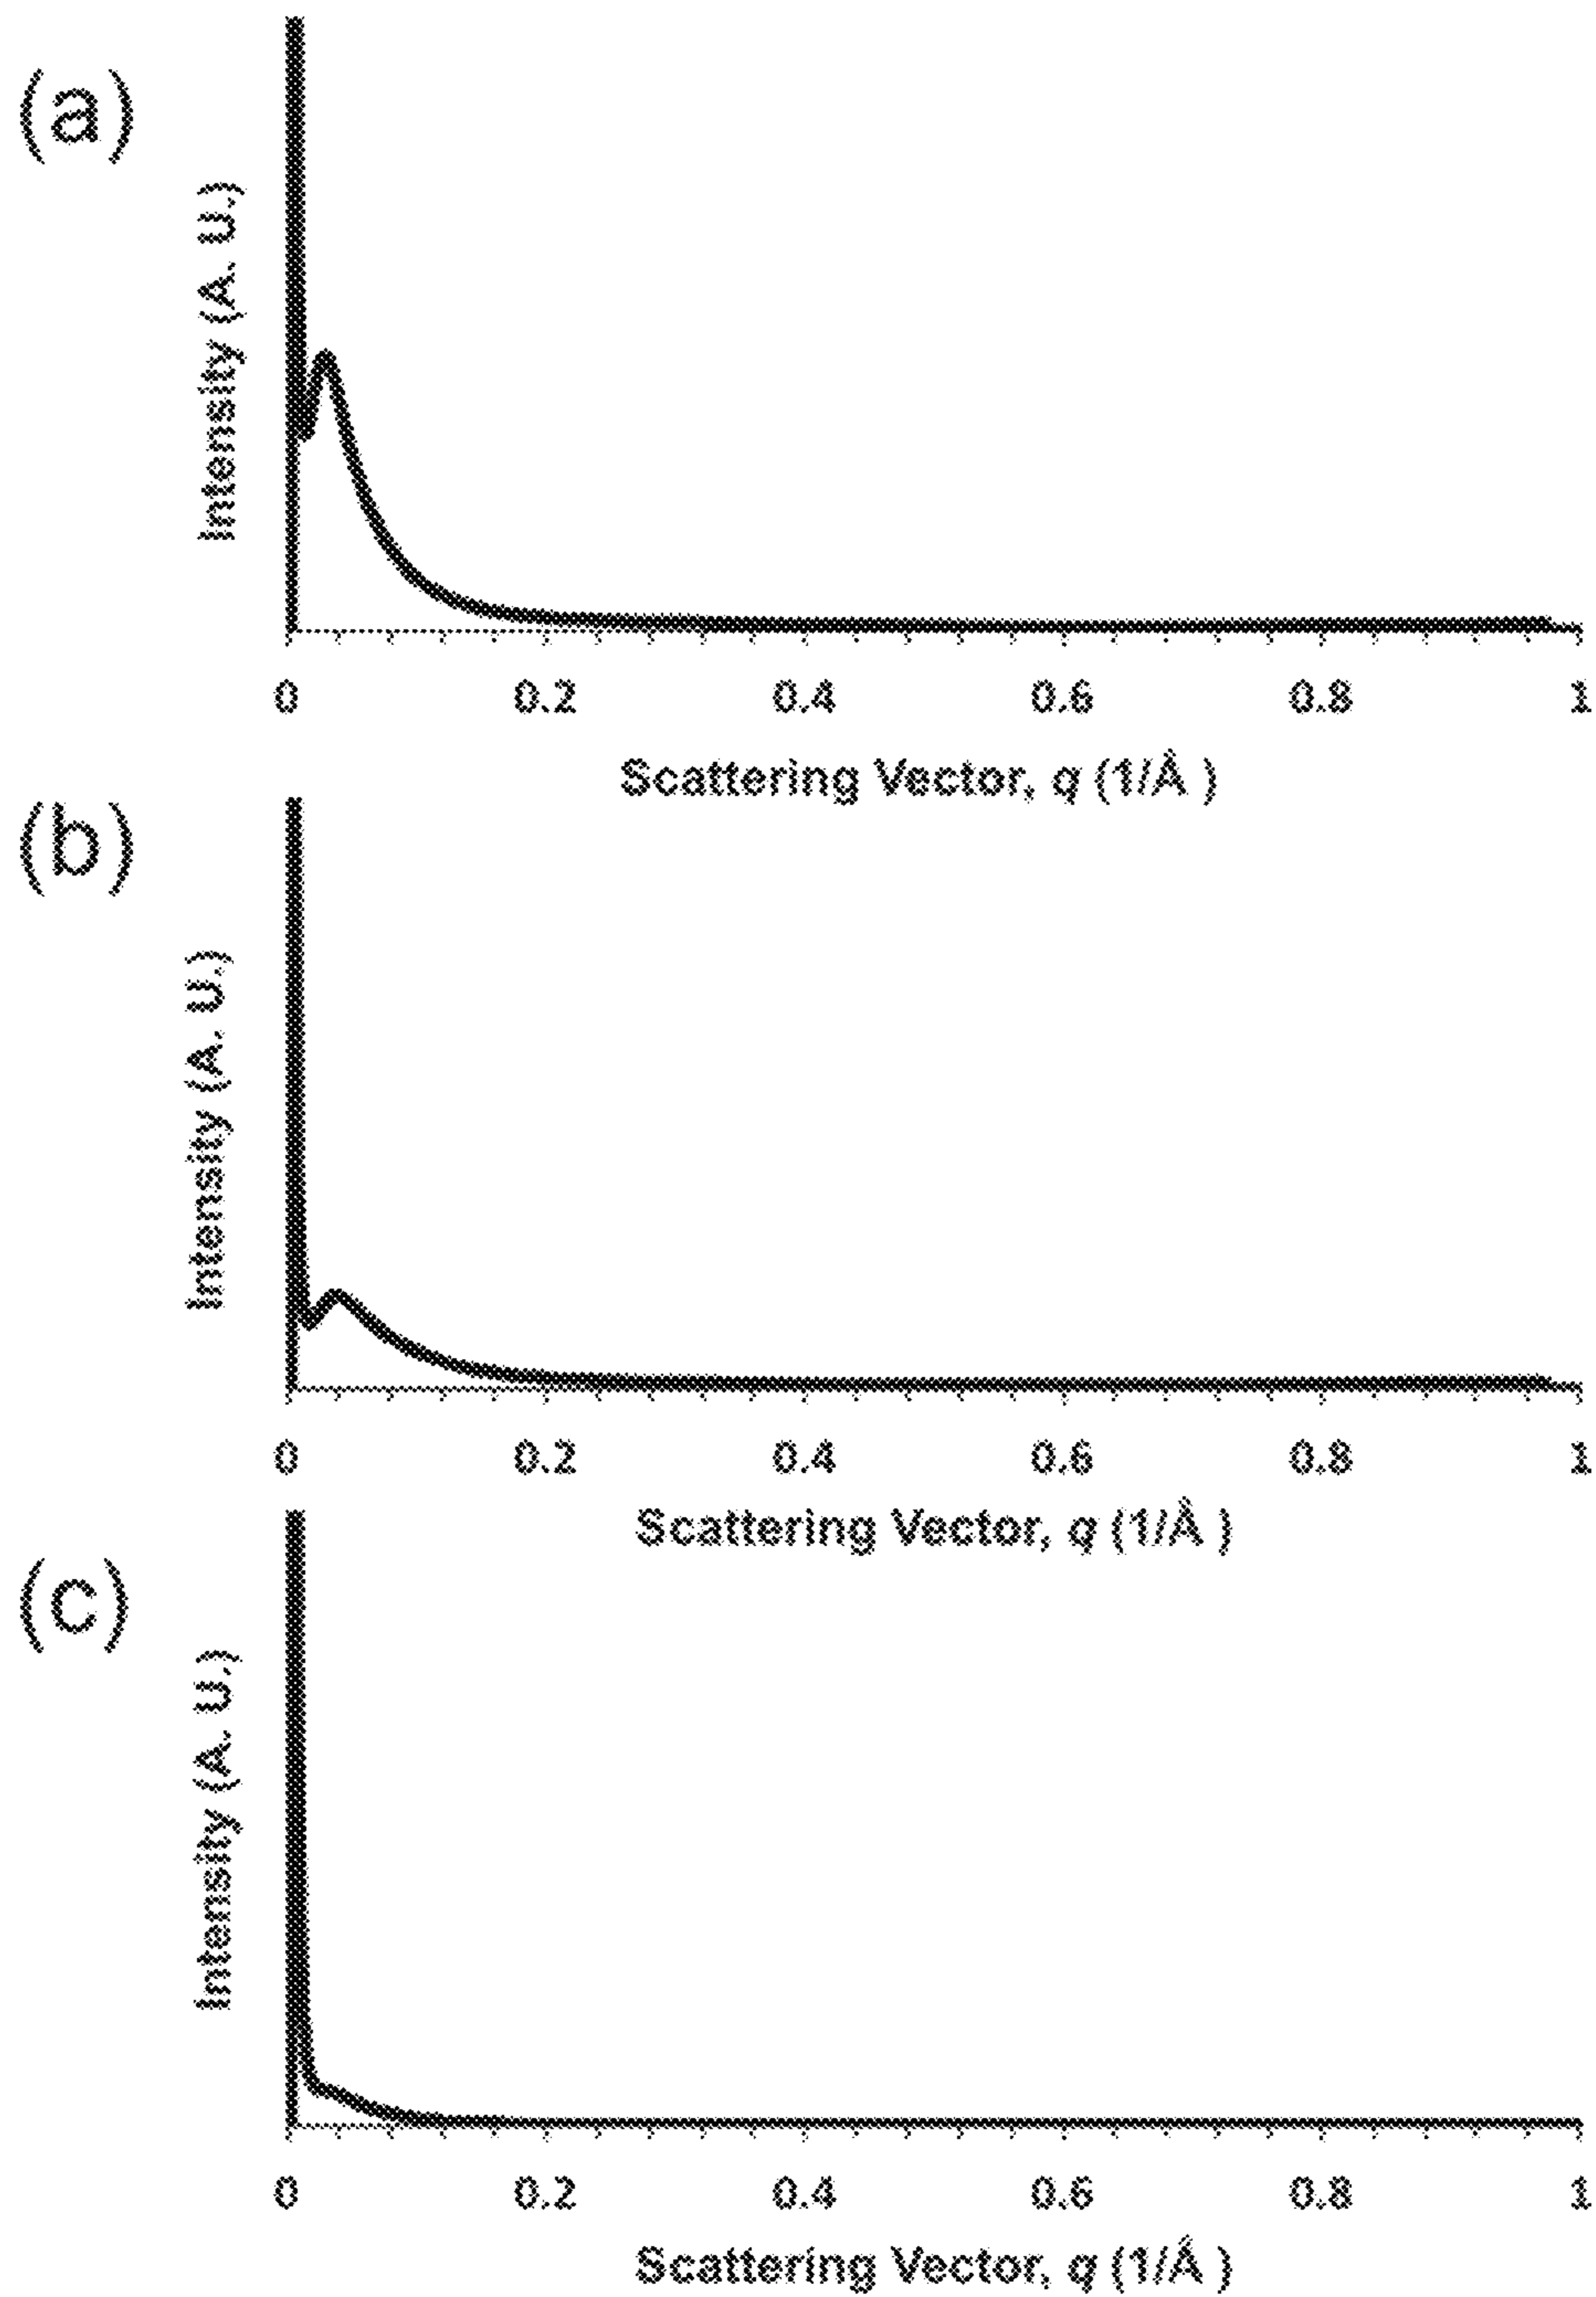 (a)
Intensity (A. U.)
0 0.2 0.4 0.6 0.8 1
Scattering Vector, q (1/Å )
(b)
Intensity (A. U.)
0 0.2 0.4 0.6 0.8 1
Scattering Vector, q (1/Å )
(c)
Intensity (A. U.)
0 0.2 0.4 0.6 0.8 1
Scattering Vector, q (1/Å )